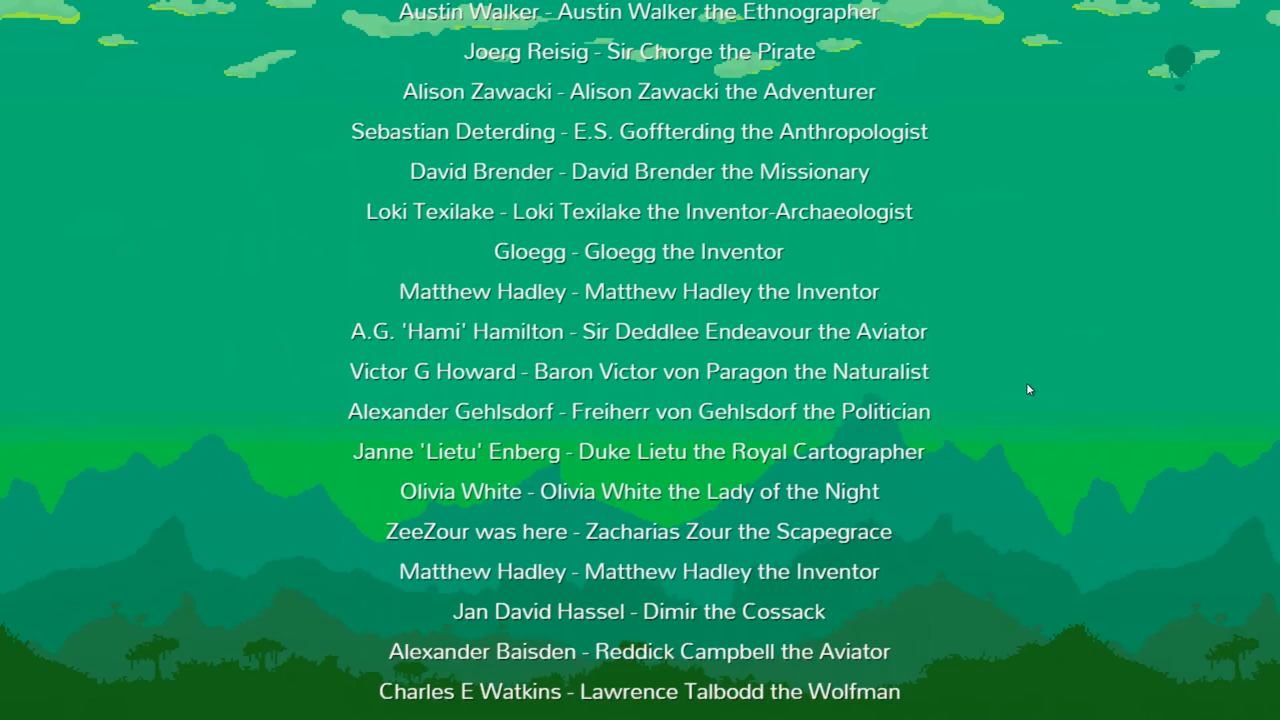 Austin Walker - Austin Walker the Ethnographer
Joerg Reisig - Sir Chorge the Pirate
Alison Zawacki - Alison Zawacki the Adventurer
Sebastian Deterding - E.S. Goffterding the Anthropologist
David Brender - David Brender the Missionary
Loki Texilake - Loki Texilake the Inventor-Archaeologist
Gloegg - Gloegg the Inventor
Matthew Hadley - Matthew Hadley the Inventor
A.G. 'Hami' Hamilton - Sir Deddlee Endeavour the Aviator
Victor G Howard - Baron Victor von Paragon the Naturalist
Alexander Gehlsdorf - Freiherr von Gehlsdorf the Politician
Janne 'Lietu' Enberg - Duke Lietu the Royal Cartographer
Olivia White - Olivia White the Lady of the Night
ZeeZour was here - Zacharias Zour the Scapegrace
Matthew Hadley - Matthew Hadley the Inventor
Jan David Hassel - Dimir the Cossack
Alexander Baisden - Reddick Campbell the Aviator
Charles E Watkins - Lawrence Talbodd the Wolfman